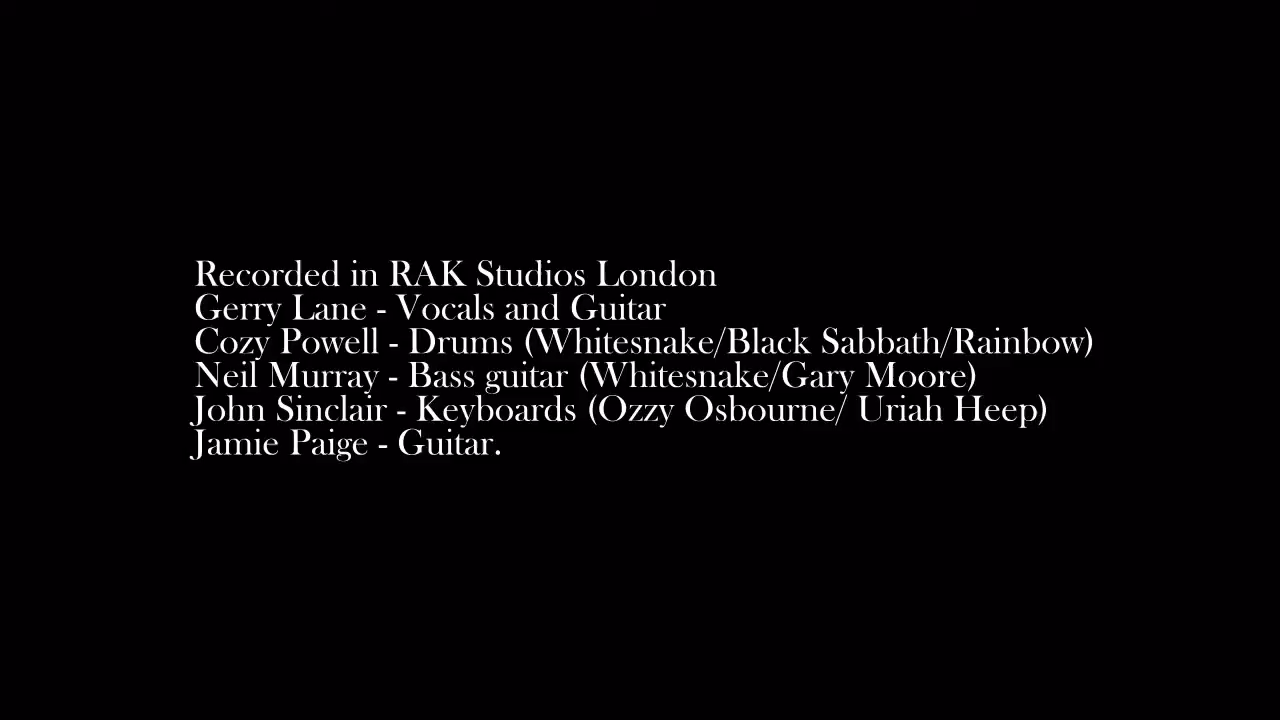 Recorded in RAK Studios London
Gerry Lane - Vocals and Guitar
Cozy Powell - Drums (Whitesnake/Black Sabbath/Rainbow)
Neil Murray - Bass guitar (Whitesnake/Gary Moore)
John Sinclair - Keyboards (Ozzy Osbourne/ Uriah Heep)
Jamie Paige - Guitar.